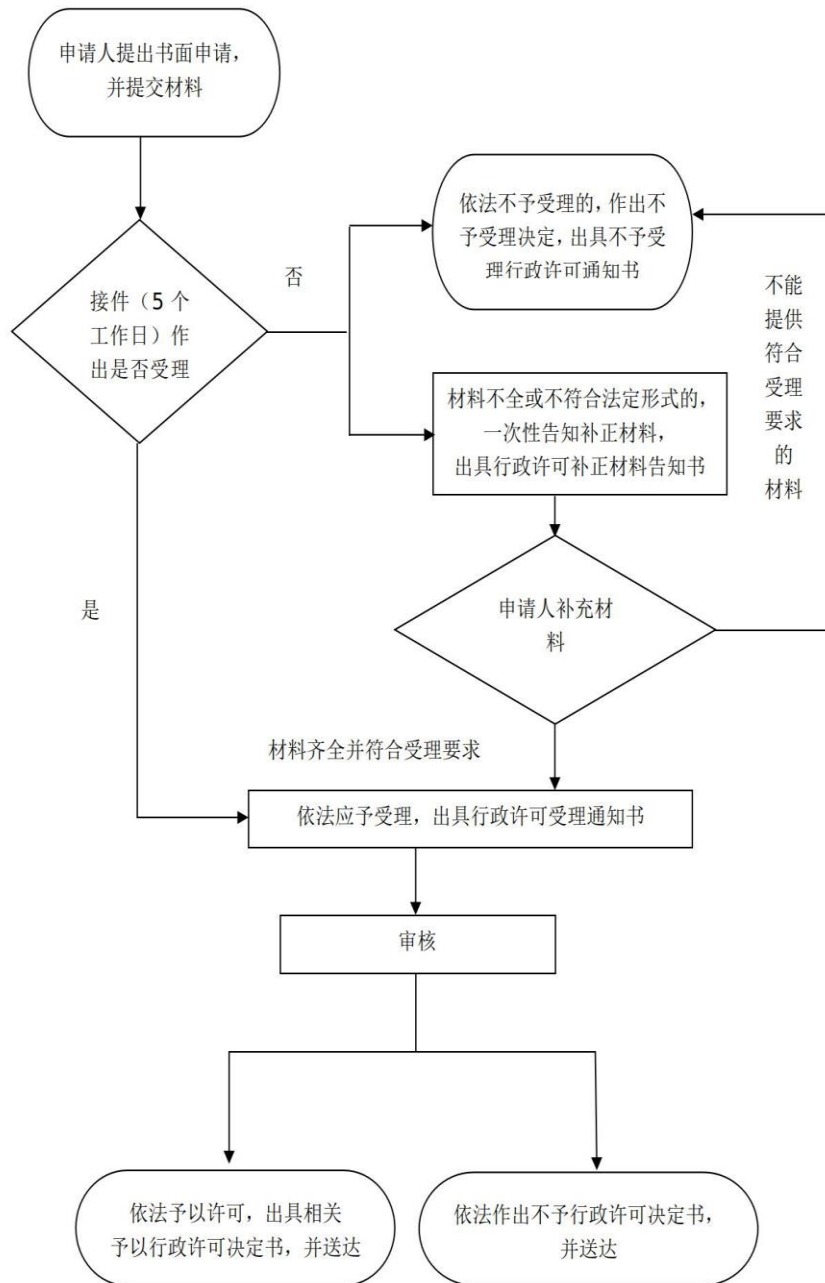 申请人提出书面申请，
并提交材料
依法不予受理的，作出不
予受理决定，出具不予受
理行政许可通知书
否
接件（5 个
工作日）作
出是否受理
不能
提供
符合
受理
要求
的
材料
材料不全或不符合法定形式的，
一次性告知补正材料，
出具行政许可补正材料告知书
是
申请人补充材
料
材料齐全并符合受理要求
依法应予受理，出具行政许可受理通知书
审核
依法予以许可，出具相关
予以行政许可决定书，并送达
依法作出不予行政许可决定书，
并送达